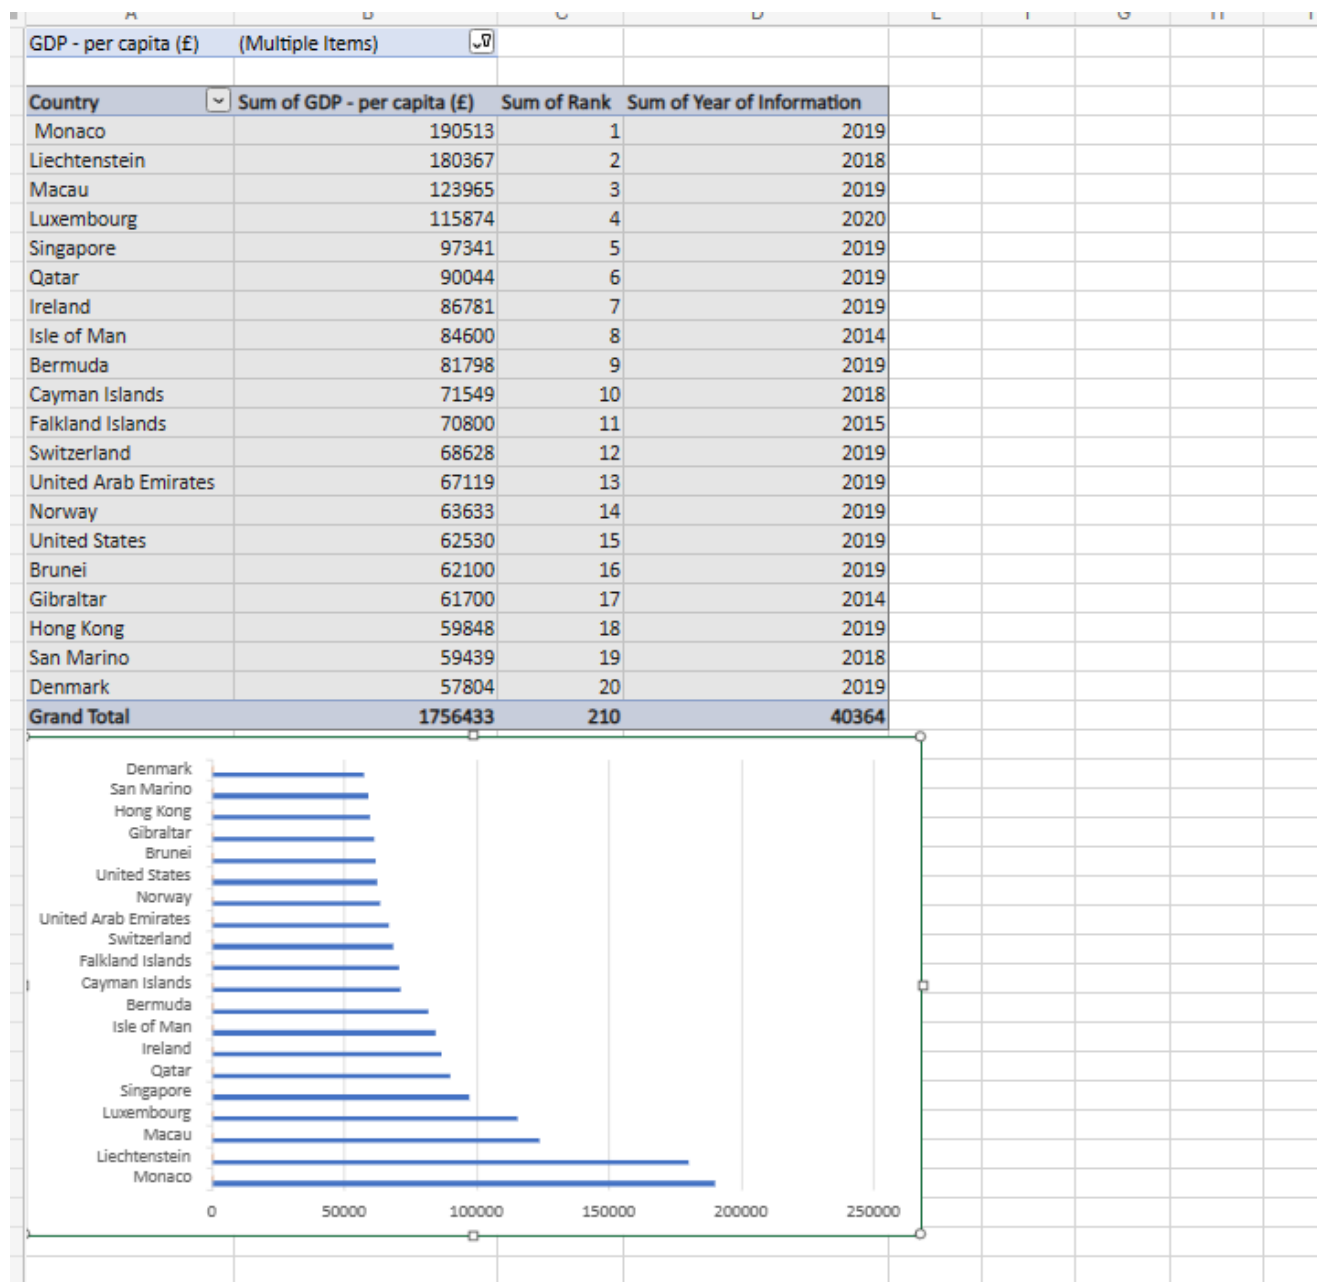 GDP - per capita (£) (Multiple Items)
Country Sum of GDP - per capita (£) Sum of Rank Sum of Year of Information
Monaco 190513 1 2019
Liechtenstein 180367 2 2018
Macau 123965 3 2019
Luxembourg 115874 4 2020
Singapore 97341 5 2019
Qatar 90044 6 2019
Ireland 86781 7 2019
Isle of Man 84600 8 2014
Bermuda 81798 9 2019
Cayman Islands 71549 10 2018
Falkland Islands 70800 11 2015
Switzerland 68628 12 2019
United Arab Emirates 67119 13 2019
Norway 63633 14 2019
United States 62530 15 2019
Brunei 62100 16 2019
Gibraltar 61700 17 2014
Hong Kong 59848 18 2019
San Marino 59439 19 2018
Denmark 57804 20 2019
Grand Total 1756433 210 40364
Denmark
San Marino
Hong Kong
Gibraltar
Brunei
United States
Norway
United Arab Emirates
Switzerland
Falkland Islands
Cayman Islands
Bermuda
Isle of Man
Ireland
Qatar
Singapore
Luxembourg
Macau
Liechtenstein
Monaco
0 50000 100000 150000 200000 250000